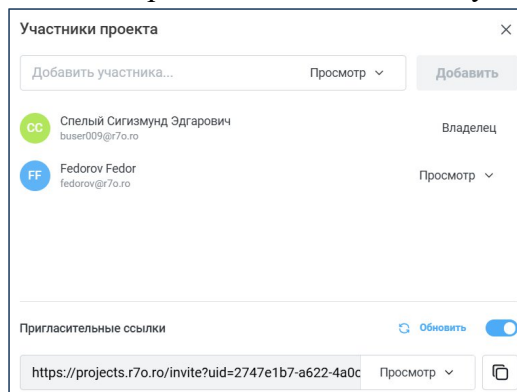 Участники проекта
Добавить участника... Просмотр Добавить
СС Спелый Сигизмунд Эдгарович Владелец
buser009@r7o.ro
FF Fedorov Fedor Просмотр
fedorov@r7o.ro
Пригласительные ссылки Обновить
https://projects.r7o.ro/invite?uid=2747e1b7-a622-4a0c Просмотр